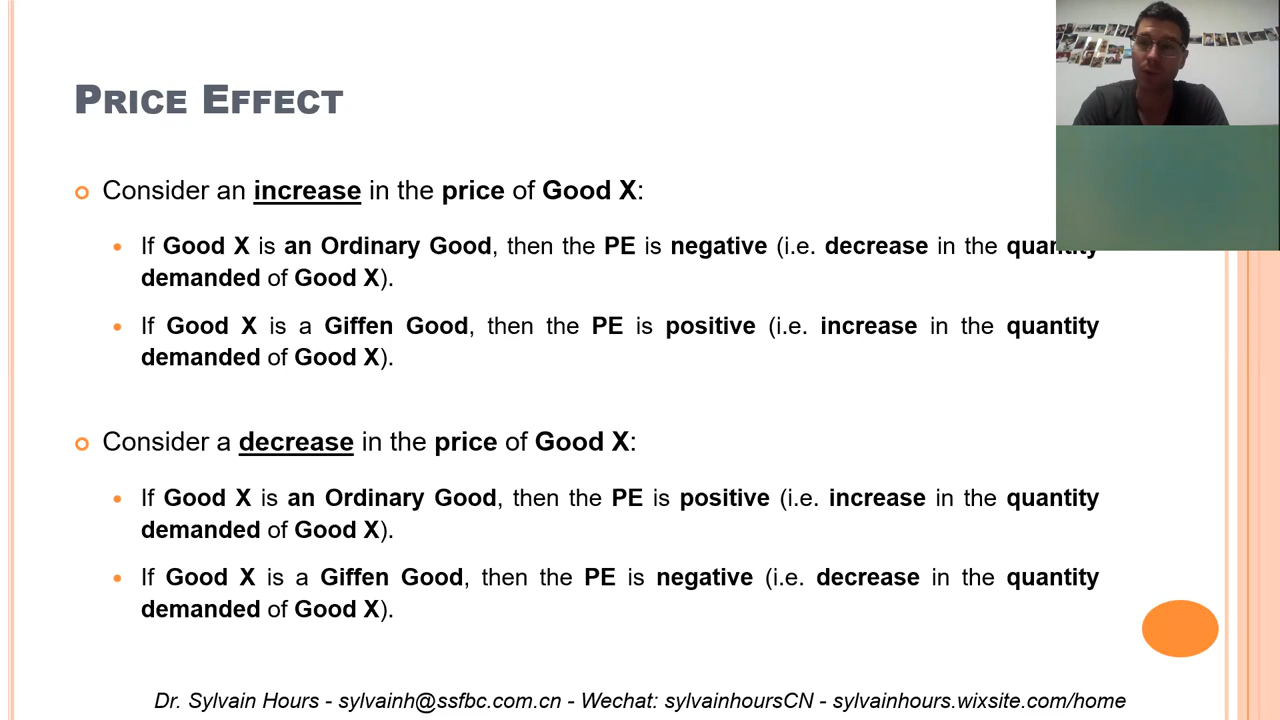 PRICE EFFECT
Consider an increase in the price of Good X:
If Good X is an Ordinary Good, then the PE is negative (i.e. decrease in the quantity
demanded of Good X).
If Good X is a Giffen Good, then the PE is positive (i.e. increase in the quantity
demanded of Good X).
Consider a decrease in the price of Good X:
If Good X is an Ordinary Good, then the PE is positive (i.e. increase in the quantity
demanded of Good X).
If Good X is a Giffen Good, then the PE is negative (i.e. decrease in the quantity
demanded of Good X).
Dr. Sylvain Hours - sylvainh@ssfbc.com.cn - Wechat: sylvainhoursCN - sylvainhours.wixsite.com/home